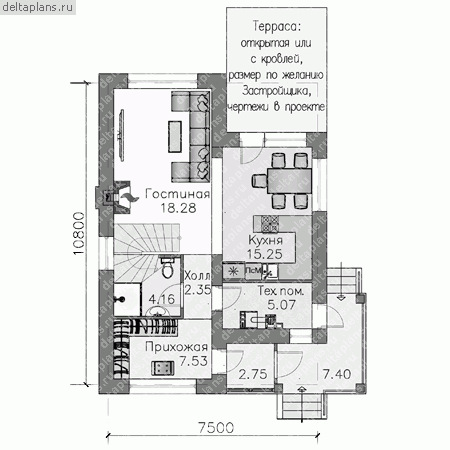 deltaplans.ru
Терраса:
открытая или
с кровлей,
размер по желанию
Застройщика,
чертежи в проекте
Гостиная
18.28
Кухня
15.25
ПсМ
Холл
2.35
4.16
Тех.пом.
5.07
Прихожая
7.53
2.75
7.40
10800
7500